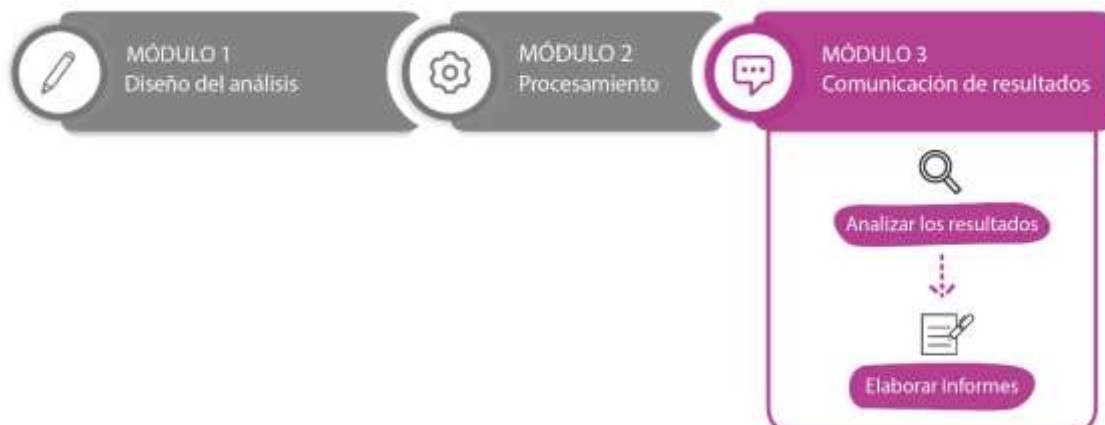 MÓDULO 1
Diseño del análisis
MÓDULO 2
Procesamiento
MÓDULO 3
Comunicación de resultados
Analizar los resultados
Elaborar informes